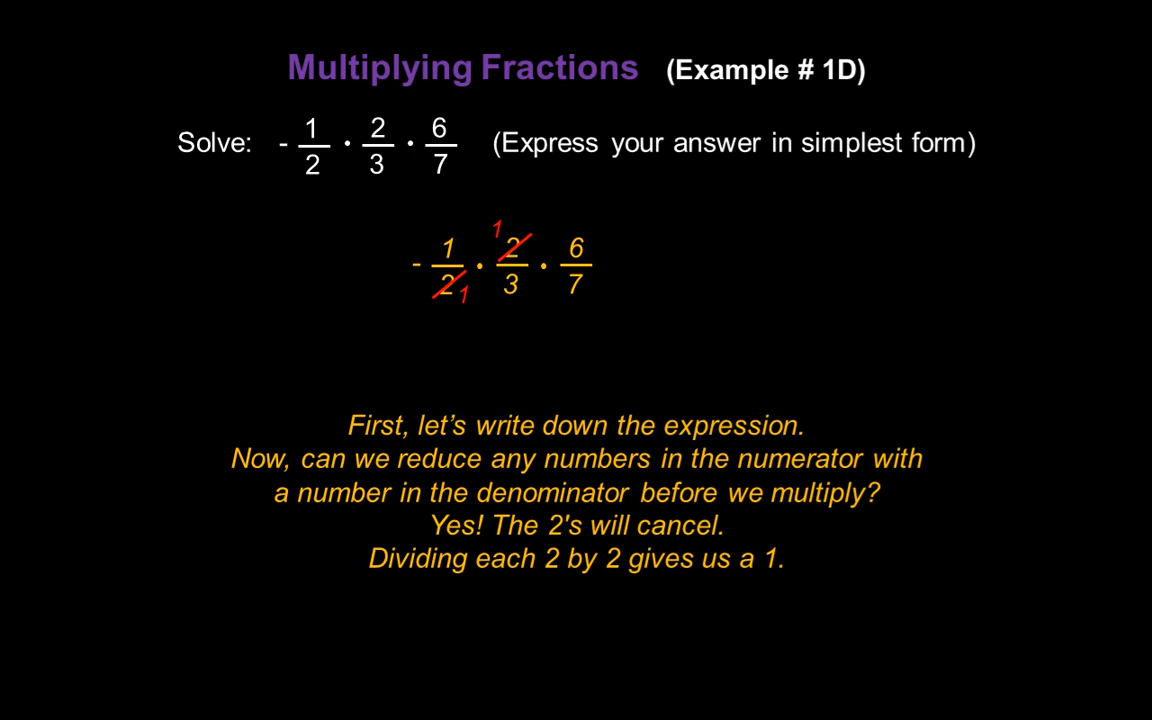 Multiplying Fractions (Example # 1D)
Solve: - 1/2 · 2/3 · 6/7 (Express your answer in simplest form)
1
- 1/2 · 2/3 · 6/7
1
First, let’s write down the expression.
Now, can we reduce any numbers in the numerator with
a number in the denominator before we multiply?
Yes! The 2's will cancel.
Dividing each 2 by 2 gives us a 1.